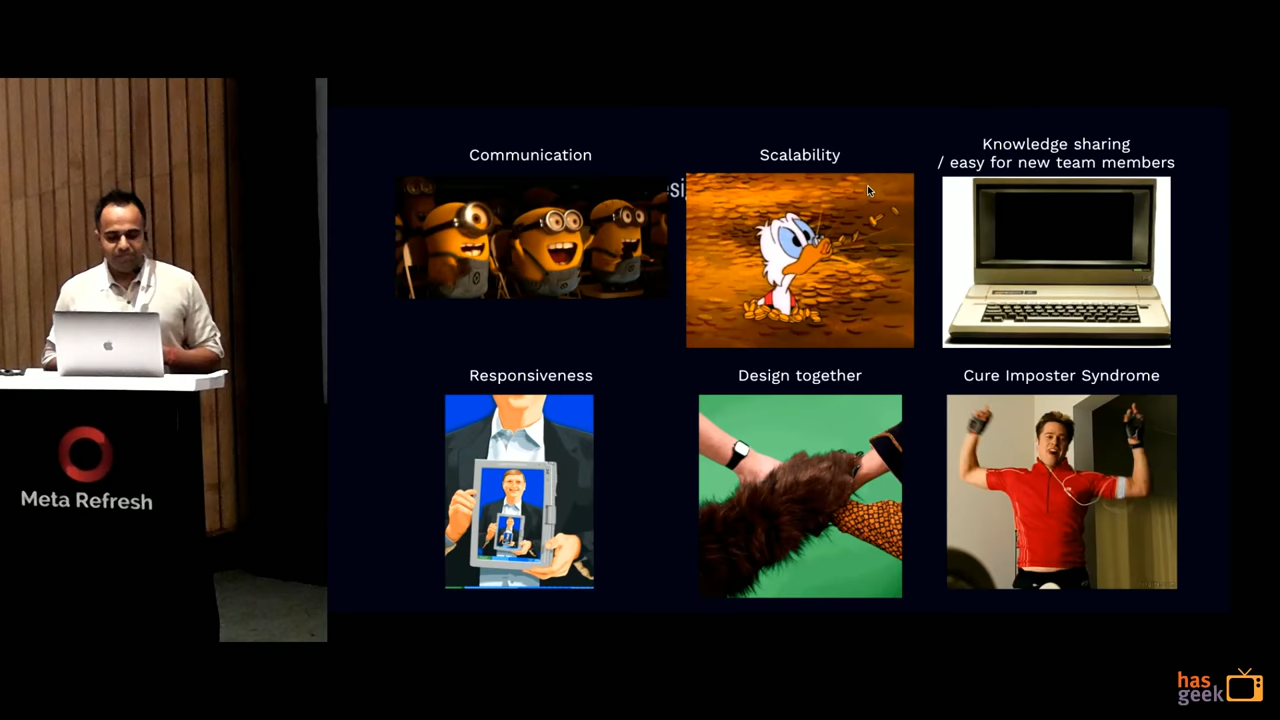 Communication
Scalability
Knowledge sharing
/ easy for new team members
si
Responsiveness
Design together
Cure Imposter Syndrome
Meta Refresh
has
geek